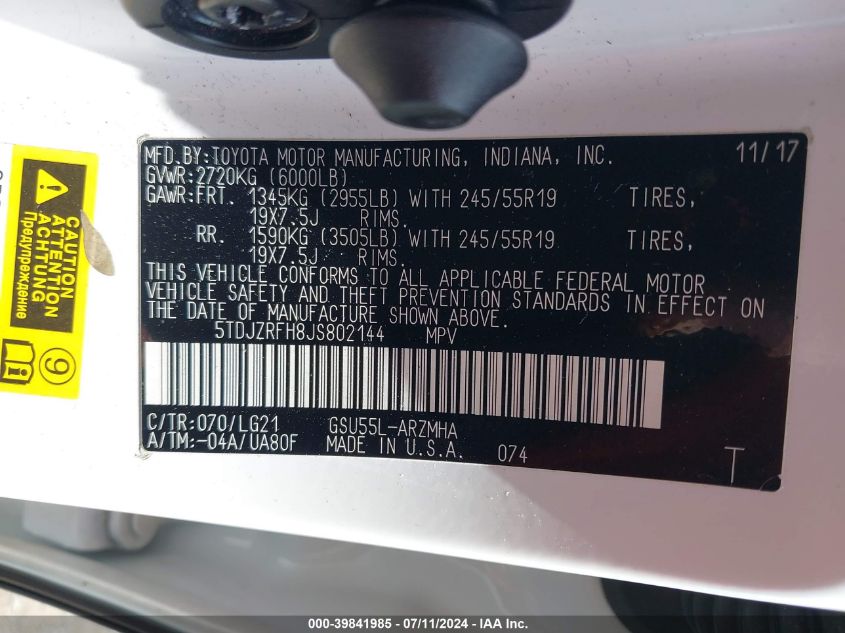 MFD.BY:TOYOTA MOTOR MANUFACTURING, INDIANA, INC. 11/17
GVWR:2720KG (6000LB)
GAWR:FRT. 1345KG (2955LB) WITH 245/55R19 TIRES,
19X7.5J RIMS.
RR. 1590KG (3505LB) WITH 245/55R19 TIRES,
19X7.5J RIMS.
THIS VEHICLE CONFORMS TO ALL APPLICABLE FEDERAL MOTOR
VEHICLE SAFETY AND THEFT PREVENTION STANDARDS IN EFFECT ON
THE DATE OF MANUFACTURE SHOWN ABOVE.
5TDJZRFH8JS802144 MPV
C/TR:070/LG21 GSU55L-ARZMHA
A/TM:-04A/UA80F MADE IN U.S.A. 074
T
CAUTION
ATTENTION
ACHTUNG
Предупреждение
9
000-39841985 - 07/11/2024 - IAAI.COM